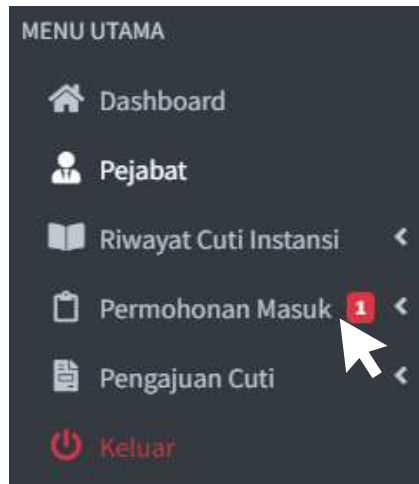 MENU UTAMA
Dashboard
Pejabat
Riwayat Cuti Instansi
Permohonan Masuk 1
Pengajuan Cuti
Keluar